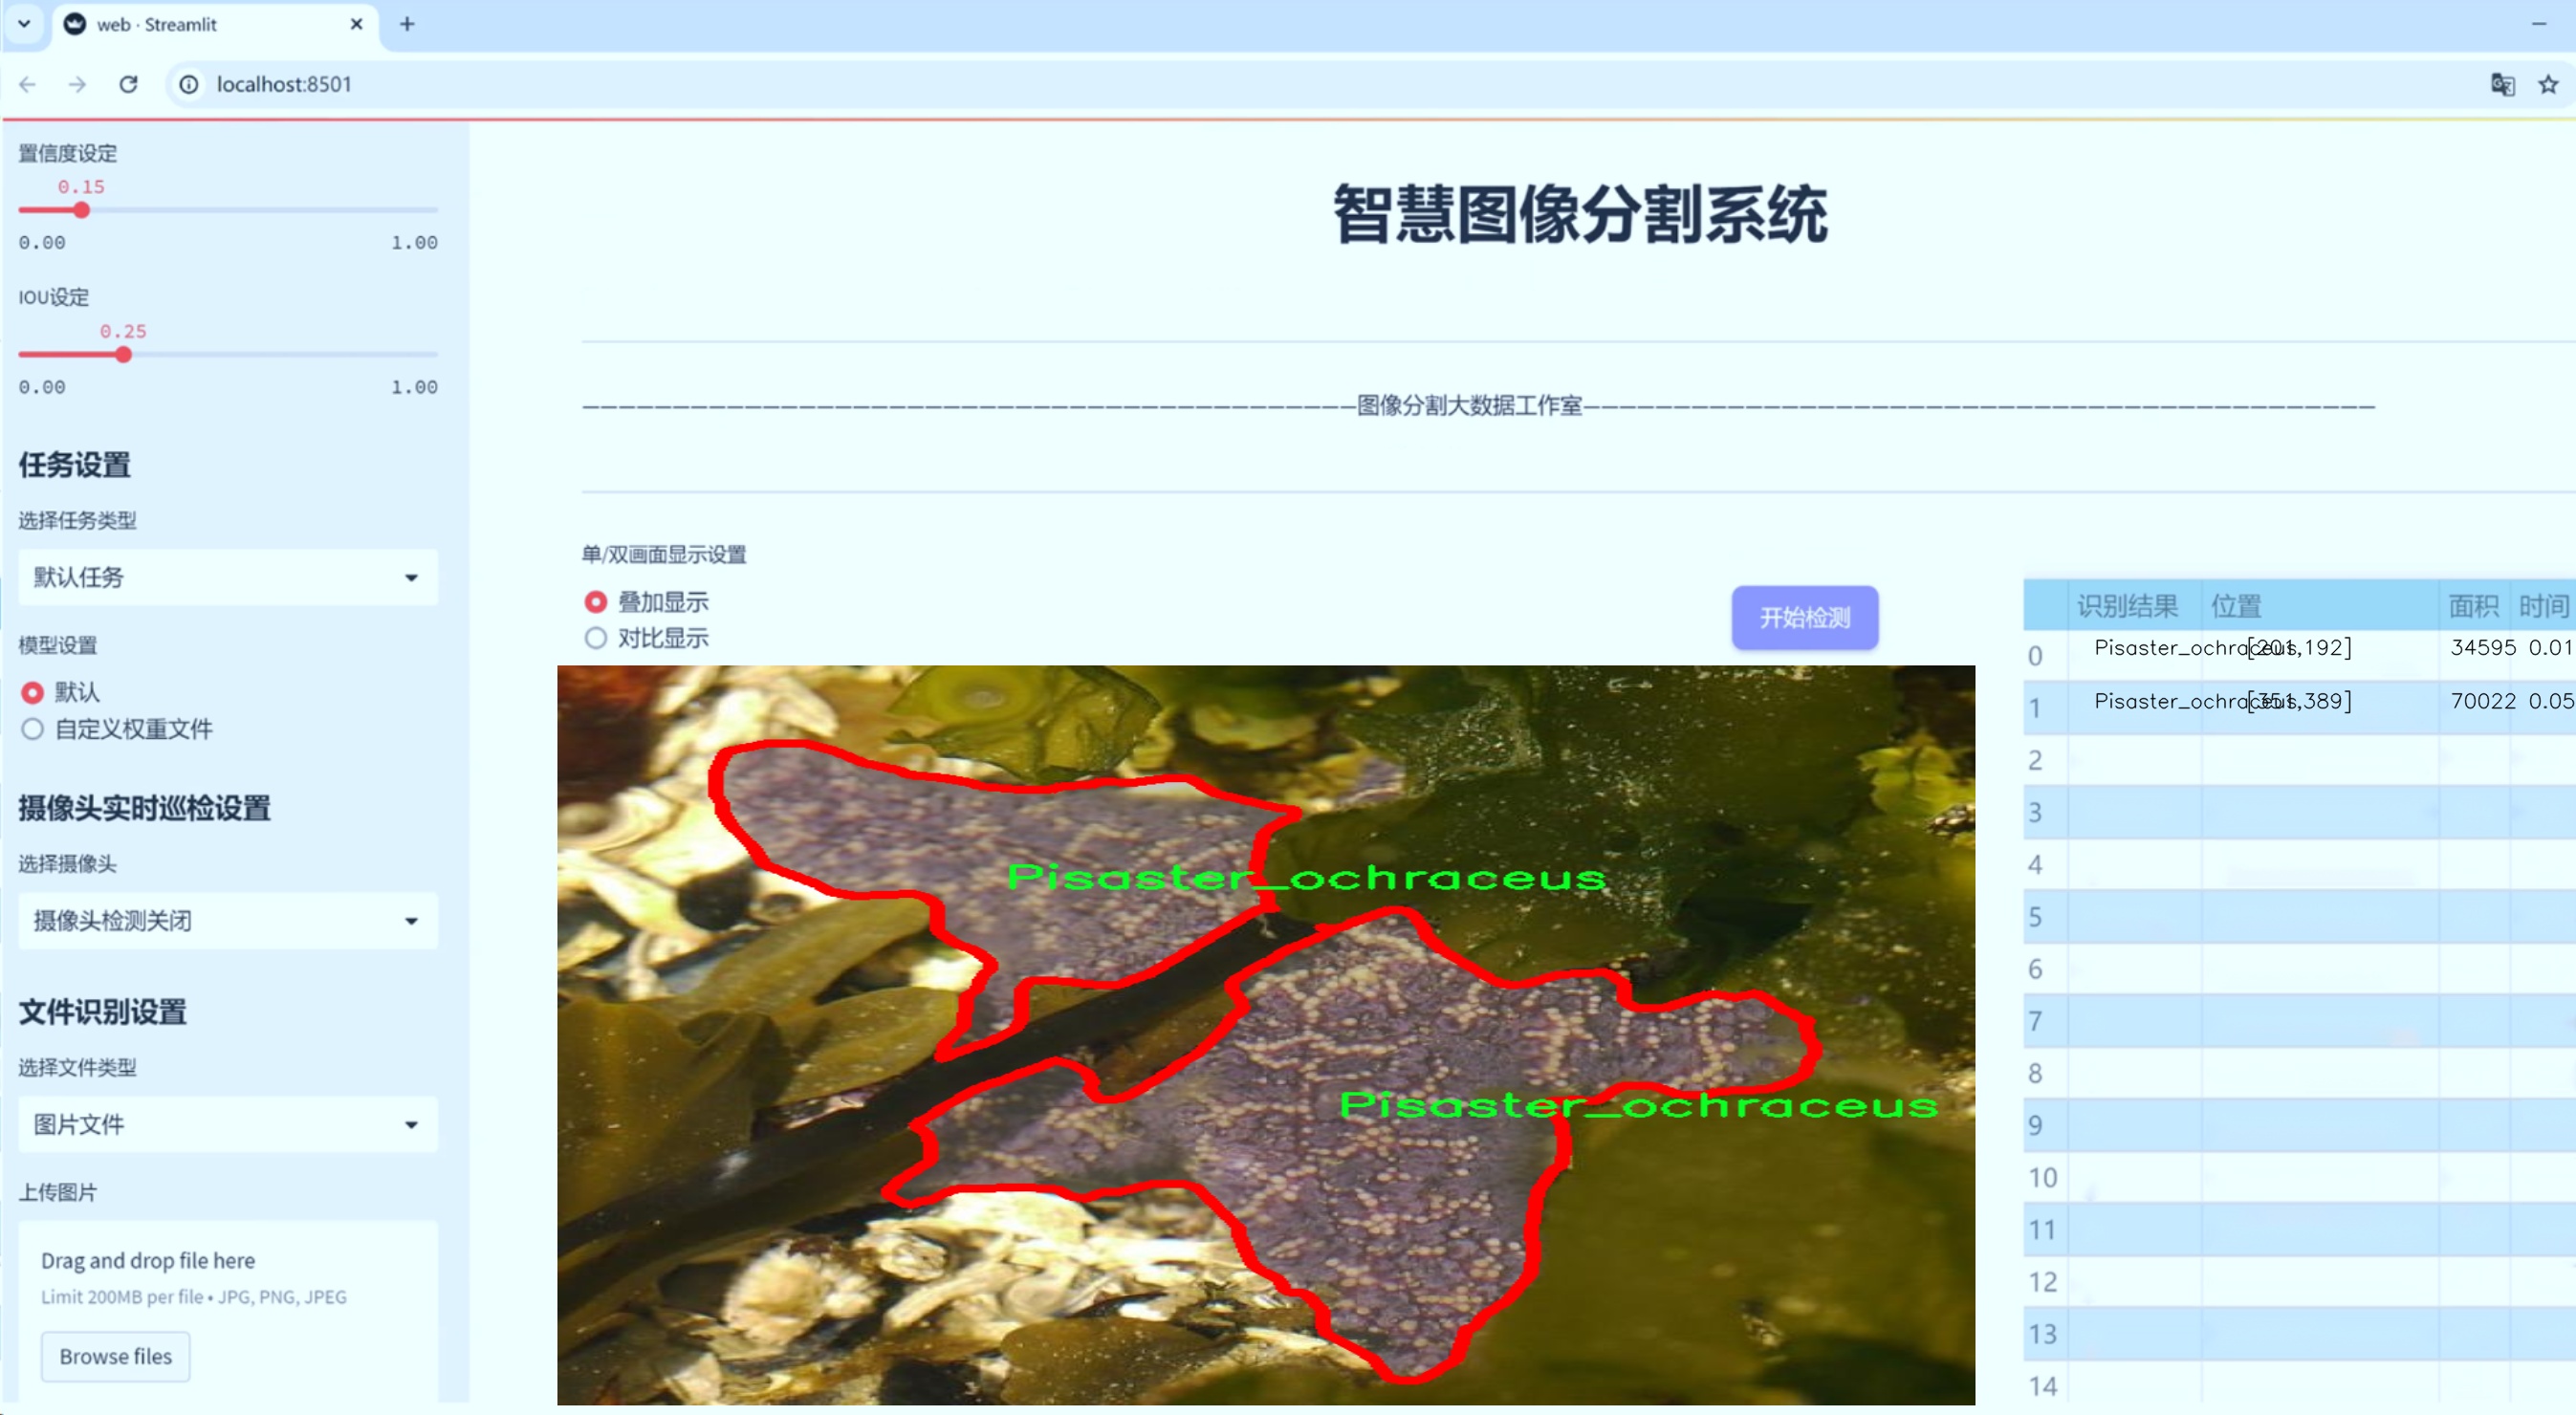 web · Streamlit
localhost:8501
置信度设定
0.15
0.00 1.00
IOU设定
0.25
0.00 1.00
任务设置
选择任务类型
默认任务
模型设置
默认
自定义权重文件
摄像头实时巡检设置
选择摄像头
摄像头检测关闭
文件识别设置
选择文件类型
图片文件
上传图片
Drag and drop file here
Limit 200MB per file • JPG, PNG, JPEG
Browse files
智慧图像分割系统
————————————————————————————————————————————图像分割大数据工作室————————————————————————————————————————————
单/双画面显示设置
叠加显示
对比显示
开始检测
Pisaster_ochraceus
Pisaster_ochraceus
识别结果 位置 面积 时间
0 Pisaster_ochraceus [201,192] 34595 0.01
1 Pisaster_ochraceus [351,389] 70022 0.05
2
3
4
5
6
7
8
9
10
11
12
13
14